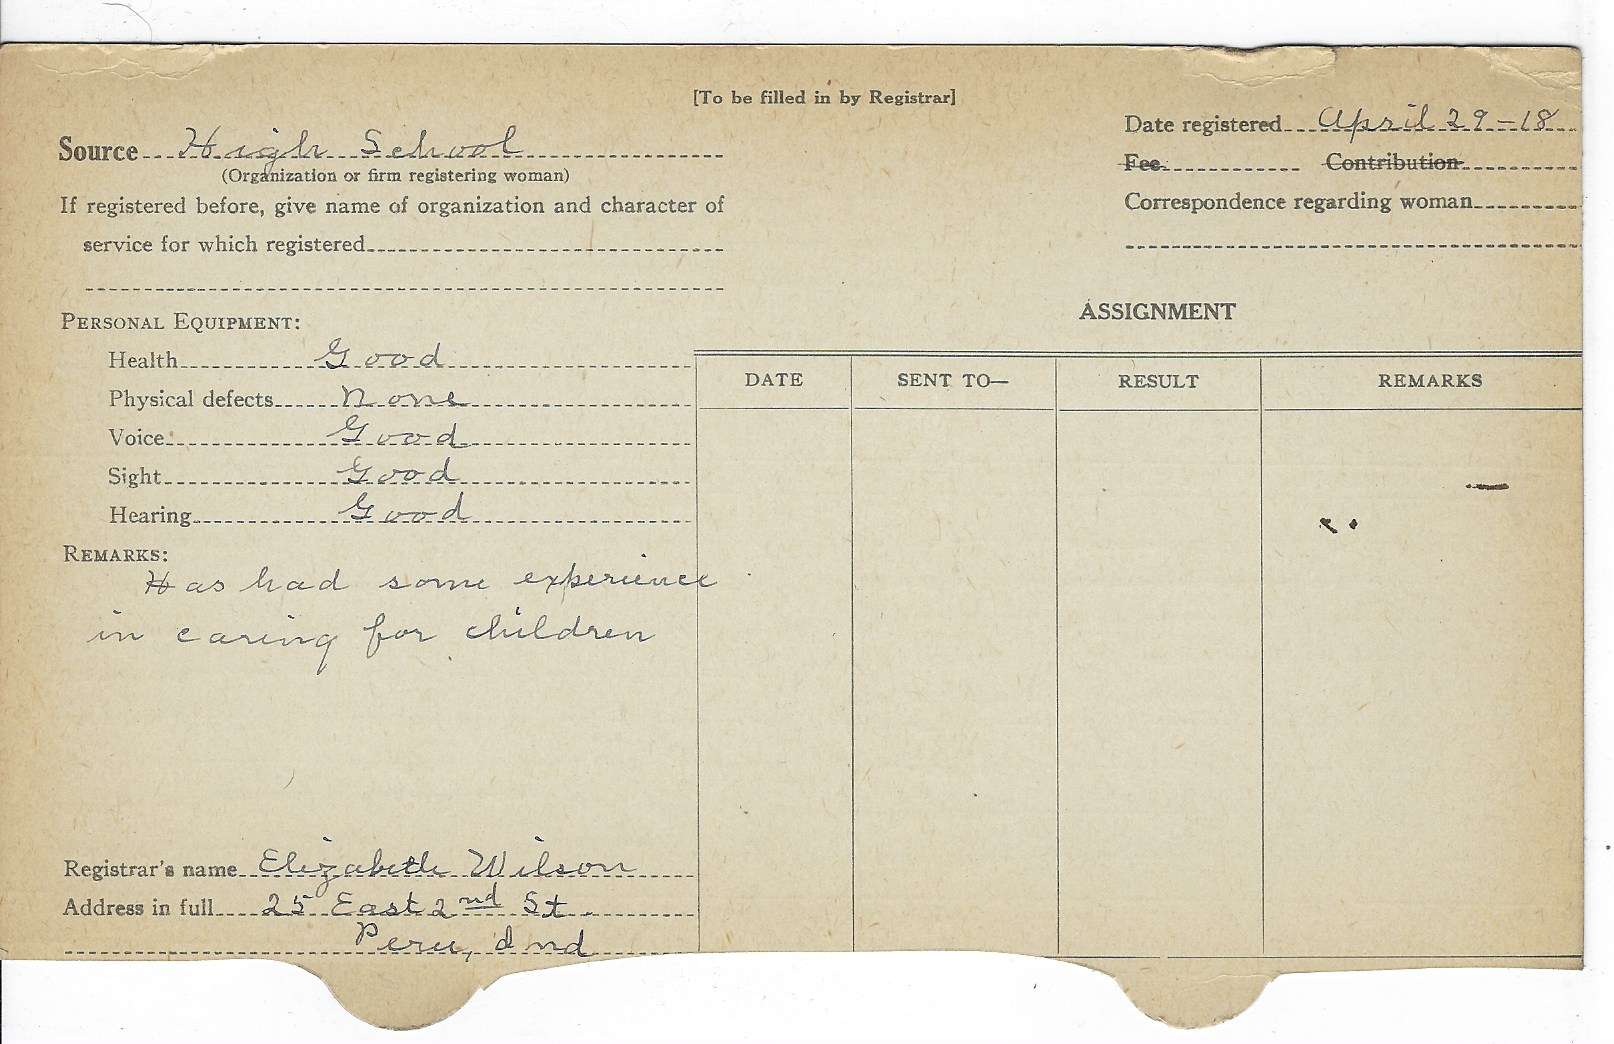 [To be filled in by Registrar]
Source High School
(Organization or firm registering woman)
If registered before, give name of organization and character of
service for which registered
Date registered April 29-18
Fee Contribution
Correspondence regarding woman
PERSONAL EQUIPMENT:
Health Good
Physical defects None
Voice Good
Sight Good
Hearing Good
REMARKS:
Has had some experience
in caring for children
Registrar's name Elizabeth Wilson
Address in full 25 East 2nd St.
Peru, Ind
ASSIGNMENT
DATE SENT TO— RESULT REMARKS